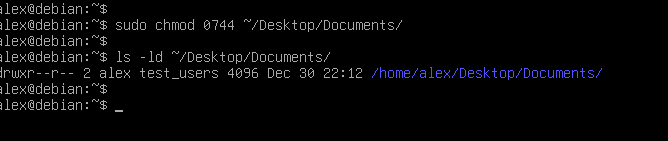 alex@debian:~$
alex@debian:~$ sudo chmod 0744 ~/Desktop/Documents/
alex@debian:~$
alex@debian:~$ ls -ld ~/Desktop/Documents/
drwxr--r-- 2 alex test_users 4096 Dec 30 22:12 /home/alex/Desktop/Documents/
alex@debian:~$
alex@debian:~$ _